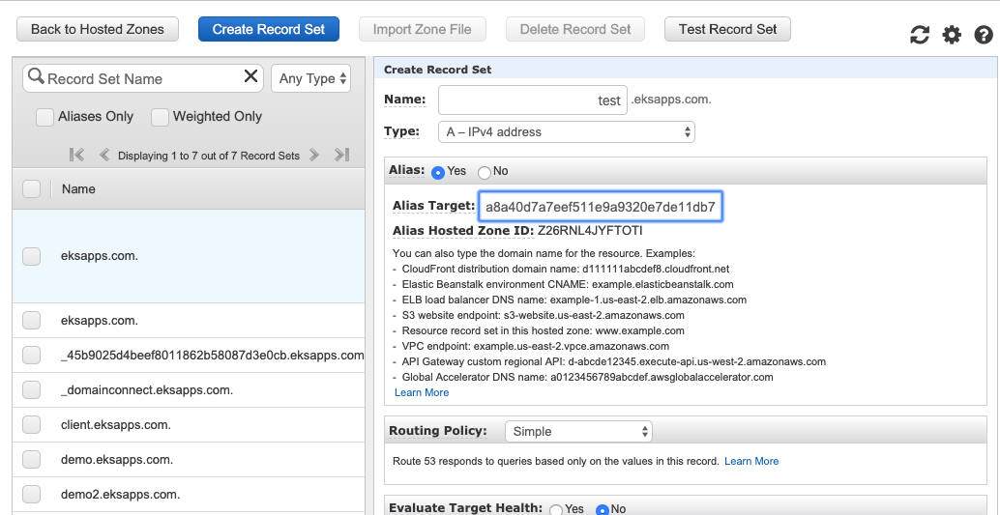 Back to Hosted Zones Create Record Set Import Zone File Delete Record Set Test Record Set
Record Set Name Any Type
Aliases Only Weighted Only
Displaying 1 to 7 out of 7 Record Sets
Name
eksapps.com.
eksapps.com.
_45b9025d4beef8011862b58087d3e0cb.eksapps.com
_domainconnect.eksapps.com.
client.eksapps.com.
demo.eksapps.com.
demo2.eksapps.com.
Create Record Set
Name: test .eksapps.com.
Type: A – IPv4 address
Alias: Yes No
Alias Target: a8a40d7a7eef511e9a9320e7de11db7
Alias Hosted Zone ID: Z26RNL4JYFTOTI
You can also type the domain name for the resource. Examples:
- CloudFront distribution domain name: d111111abcdef8.cloudfront.net
- Elastic Beanstalk environment CNAME: example.elasticbeanstalk.com
- ELB load balancer DNS name: example-1.us-east-2.elb.amazonaws.com
- S3 website endpoint: s3-website.us-east-2.amazonaws.com
- Resource record set in this hosted zone: www.example.com
- VPC endpoint: example.us-east-2.vpce.amazonaws.com
- API Gateway custom regional API: d-abcde12345.execute-api.us-west-2.amazonaws.com
- Global Accelerator DNS name: a0123456789abcdef.awsglobalaccelerator.com
Learn More
Routing Policy: Simple
Route 53 responds to queries based only on the values in this record. Learn More
Evaluate Target Health: Yes No